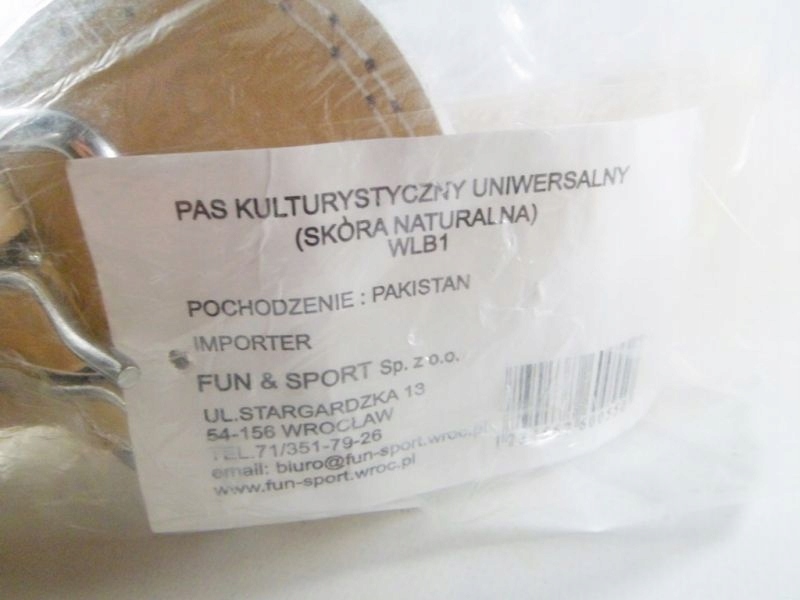 PAS KULTURYSTYCZNY UNIWERSALNY
(SKÓRA NATURALNA)
WLB1
POCHODZENIE : PAKISTAN
IMPORTER
FUN & SPORT Sp. z o.o.
UL.STARGARDZKA 13
54-156 WROCŁAW
TEL.71/351-79-26
email: biuro@fun-sport.wroc.pl
www.fun-sport.wroc.pl